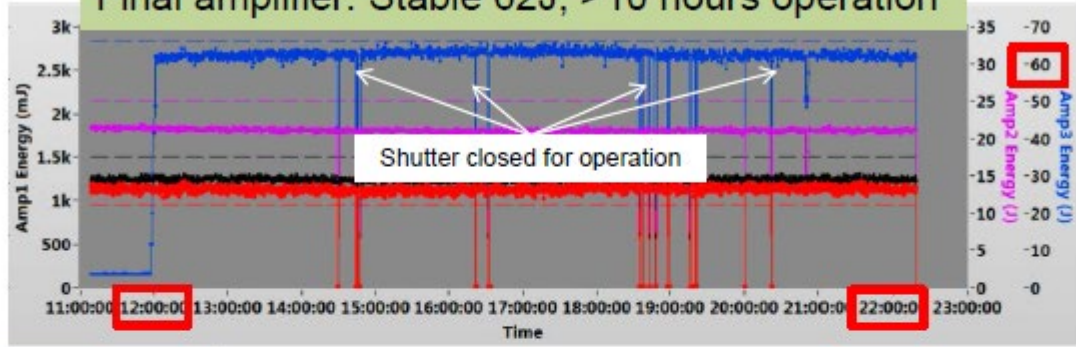 Final amplifier: Stable 62J, >10 hours operation
3k
2.5k
2k
1.5k
1k
500
0
Amp1 Energy (mJ)
Shutter closed for operation
35
30
25
20
15
10
5
0
Amp2 Energy (J)
-70
-60
-50
-40
-30
-20
-10
-0
Amp3 Energy (J)
11:00:00 12:00:00 13:00:00 14:00:00 15:00:00 16:00:00 17:00:00 18:00:00 19:00:00 20:00:00 21:00:00 22:00:00 23:00:00
Time